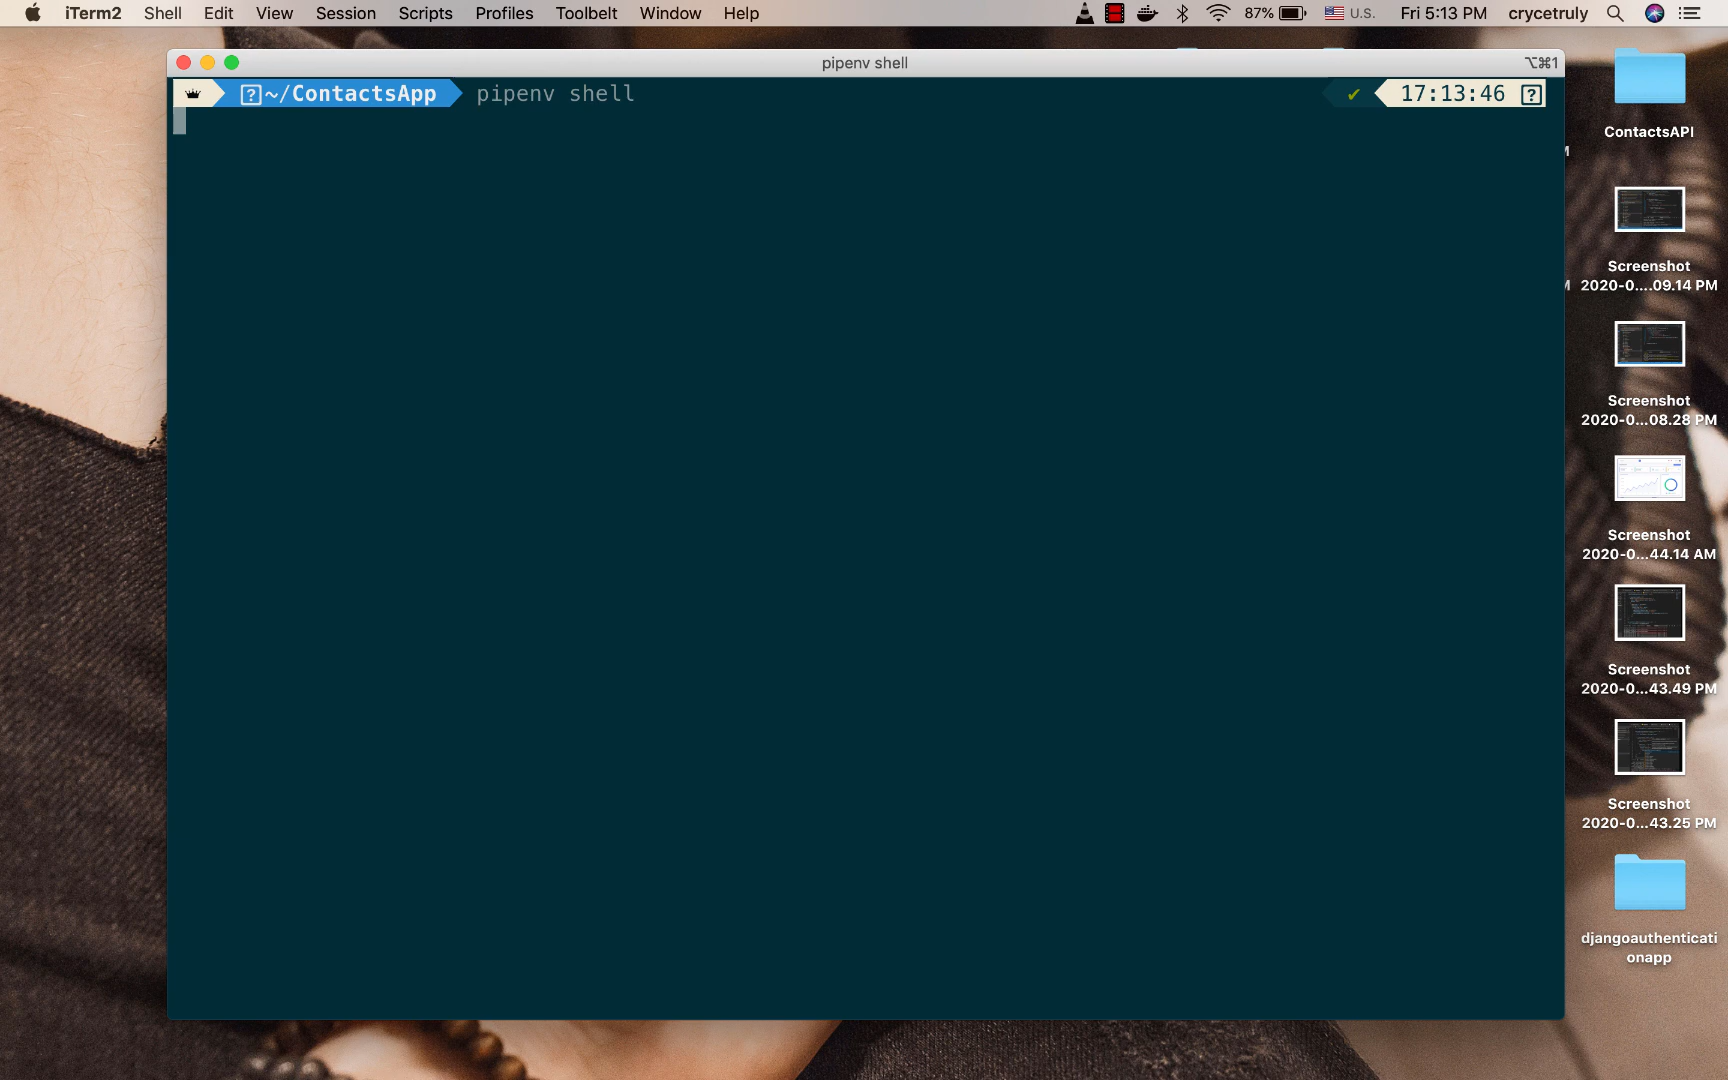 iTerm2 Shell Edit View Session Scripts Profiles Toolbelt Window Help 87% U.S. Fri 5:13 PM crycetruly
pipenv shell ⌥⌘1
~/ContactsApp pipenv shell ✔ 17:13:46
ContactsAPI
Screenshot
2020-0....09.14 PM
Screenshot
2020-0...08.28 PM
Screenshot
2020-0...44.14 AM
Screenshot
2020-0...43.49 PM
Screenshot
2020-0...43.25 PM
djangoauthenticati
onapp